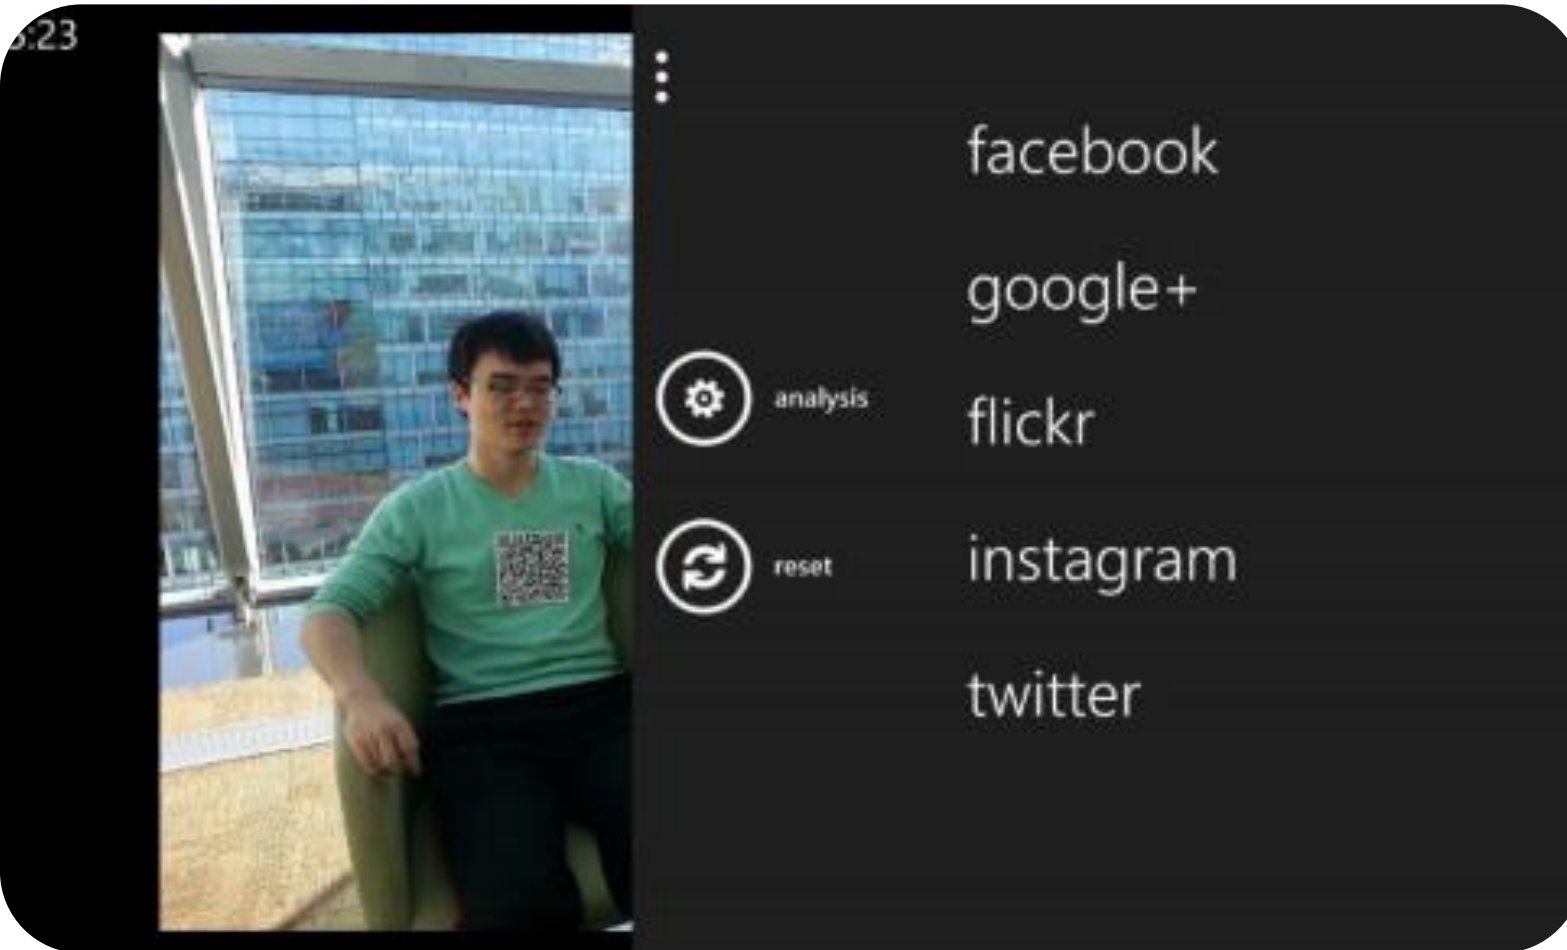 :23
facebook
google+
analysis
flickr
reset
instagram
twitter